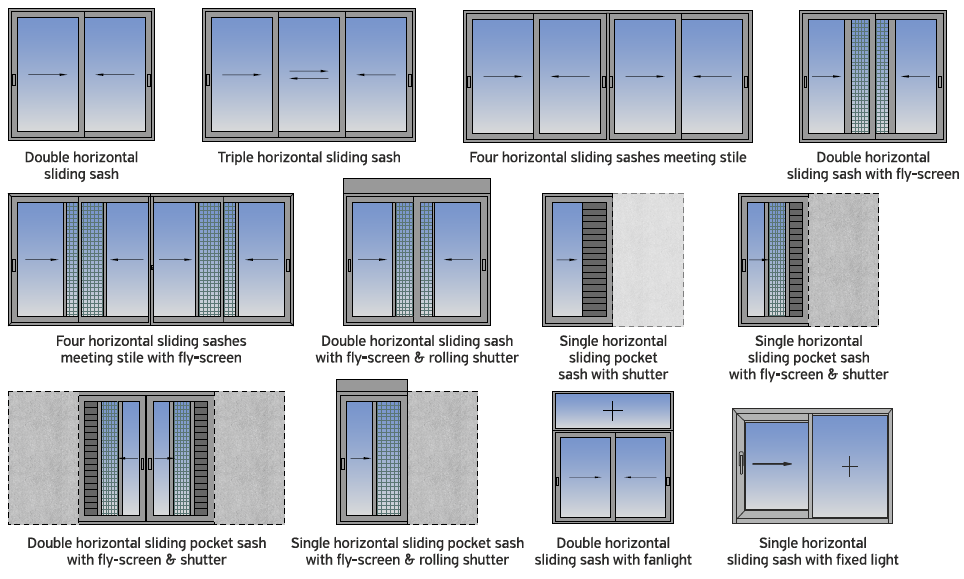 Double horizontal
sliding sash
Triple horizontal sliding sash
Four horizontal sliding sashes meeting stile
Double horizontal
sliding sash with fly-screen
Four horizontal sliding sashes
meeting stile with fly-screen
Double horizontal sliding sash
with fly-screen & rolling shutter
Single horizontal
sliding pocket
sash with shutter
Single horizontal
sliding pocket sash
with fly-screen & shutter
Double horizontal sliding pocket sash
with fly-screen & shutter
Single horizontal sliding pocket sash
with fly-screen & rolling shutter
Double horizontal
sliding sash with fanlight
Single horizontal
sliding sash with fixed light